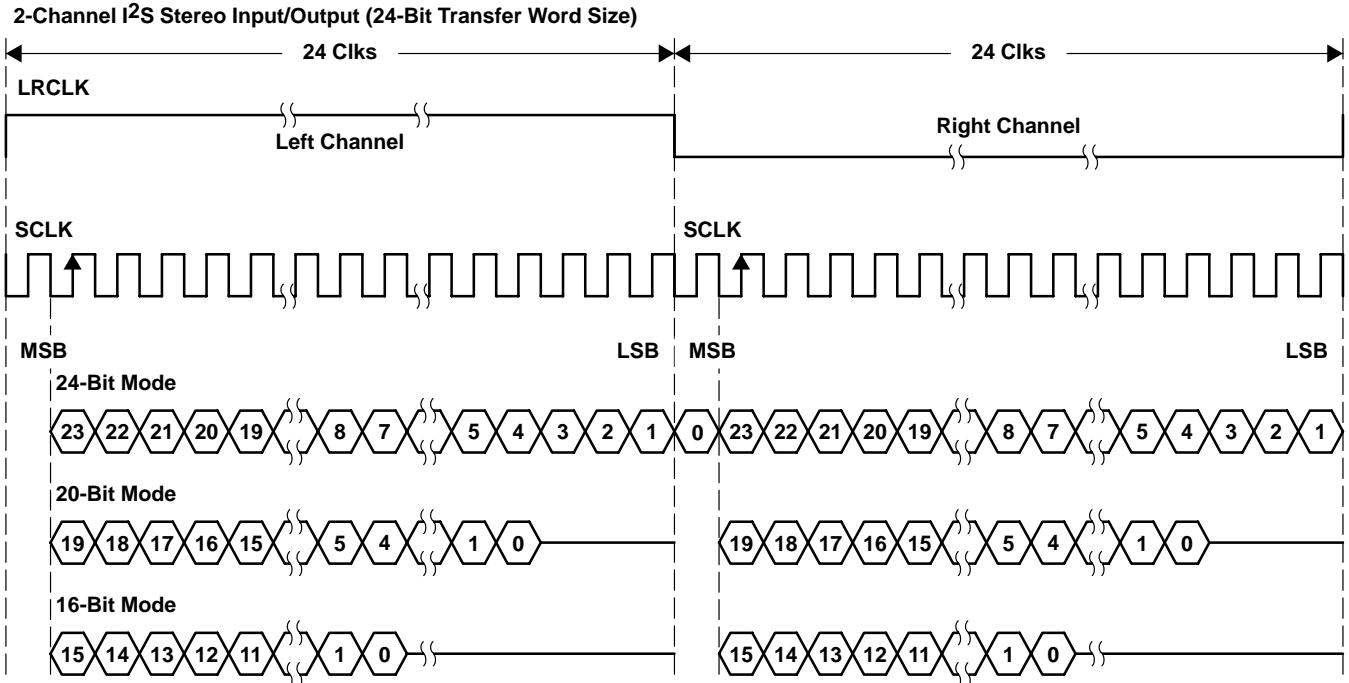 2-Channel I2S Stereo Input/Output (24-Bit Transfer Word Size)
24 Clks 24 Clks
LRCLK
Left Channel Right Channel
SCLK SCLK
MSB LSB MSB LSB
24-Bit Mode
23 22 21 20 19 8 7 5 4 3 2 1 0 23 22 21 20 19 8 7 5 4 3 2 1
20-Bit Mode
19 18 17 16 15 5 4 1 0 19 18 17 16 15 5 4 1 0
16-Bit Mode
15 14 13 12 11 1 0 15 14 13 12 11 1 0